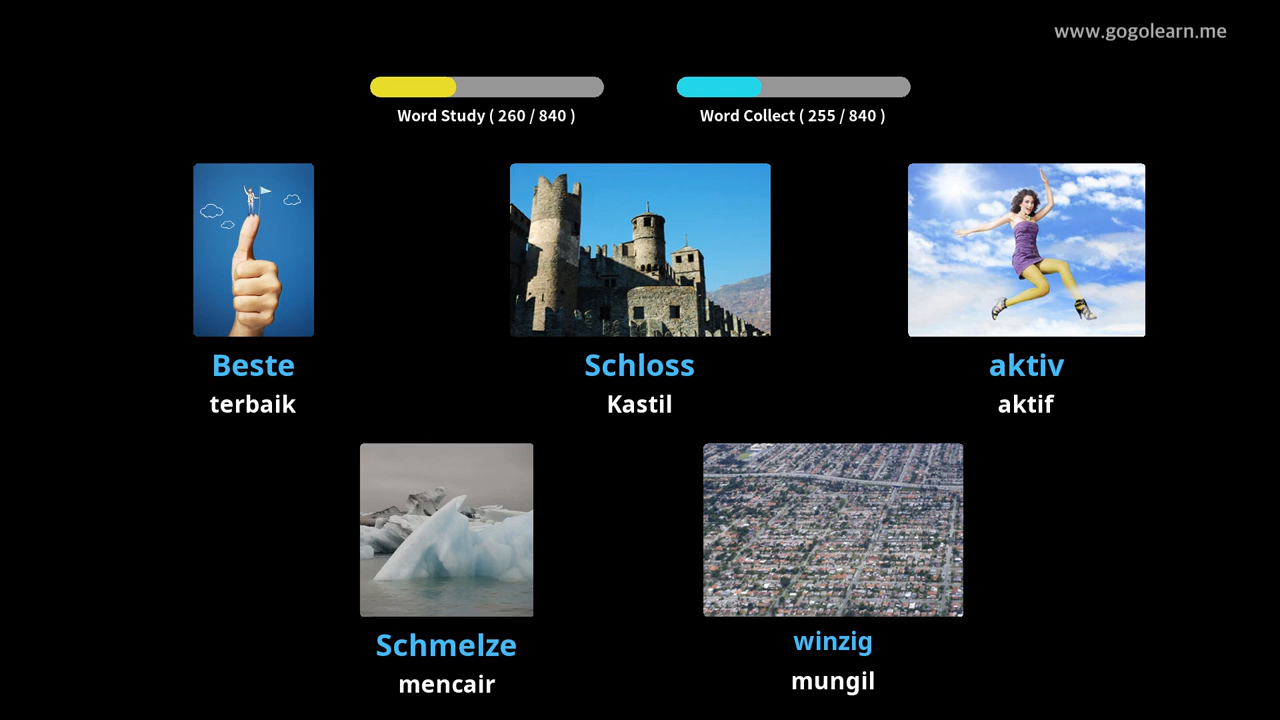 www.gogolearn.me
Word Study ( 260 / 840 )
Word Collect ( 255 / 840 )
Beste
terbaik
Schloss
Kastil
aktiv
aktif
Schmelze
mencair
winzig
mungil